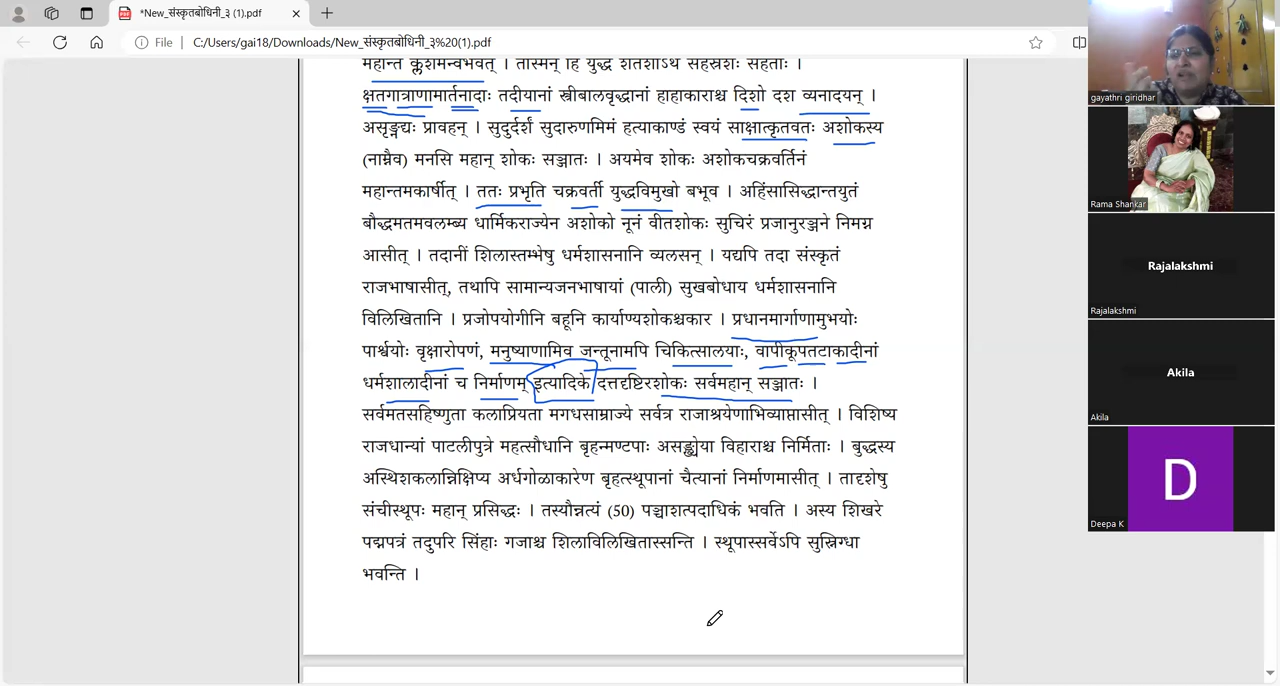 *New_संस्कृतबोधिनी_३ (1).pdf
File
C:/Users/gai18/Downloads/New_संस्कृतबोधिनी_३%20(1).pdf
महान्तं क्लेशमन्वभवत् । तस्मिन् हि युद्धे शतशोऽथ सहस्रशः संहताः ।
क्षतगात्राणामार्तनादाः तदीयानां स्त्रीबालवृद्धानां हाहाकाराश्च दिशो दश व्यनादयन् ।
असृङ्नद्यः प्रावहन् । सुदुर्दर्शं सुदारुणमिमं हत्याकाण्डं स्वयं साक्षात्कृतवतः अशोकस्य
(नाम्नैव) मनसि महान् शोकः सञ्जातः । अयमेव शोकः अशोकचक्रवर्तिनं
महान्तमकार्षीत् । ततः प्रभृति चक्रवर्ती युद्धविमुखो बभूव । अहिंसासिद्धान्तयुतं
बौद्धमतमवलम्ब्य धार्मिकराज्येन अशोको नूनं वीतशोकः सुचिरं प्रजानुरञ्जने निमग्न
आसीत् । तदानीं शिलास्तम्भेषु धर्मशासनानि व्यलसन् । यद्यपि तदा संस्कृतं
राजभाषासीत्, तथापि सामान्यजनभाषायां (पाली) सुखबोधाय धर्मशासनानि
विलिखितानि । प्रजोपयोगीनि बहूनि कार्याण्यशोकश्चकार । प्रधानमार्गाणामुभयोः
पार्श्वयोः वृक्षारोपणं, मनुष्याणामिव जन्तूनामपि चिकित्सालयाः, वापीकूपतटाकादीनां
धर्मशालादीनां च निर्माणम् इत्यादिके दत्तदृष्टिरशोकः सर्वमहान् सञ्जातः ।
सर्वमतसहिष्णुता कलाप्रियता मगधसाम्राज्ये सर्वत्र राजाश्रयेणाभिव्याप्तासीत् । विशिष्य
राजधान्यां पाटलीपुत्रे महत्सौधानि बृहन्मण्टपाः असङ्ख्येया विहाराश्च निर्मिताः । बुद्धस्य
अस्थिशकलान्निक्षिप्य अर्धगोळाकारेण बृहत्स्थूपानां चैत्यानां निर्माणमासीत् । तादृशेषु
संचीस्थूपः महान् प्रसिद्धः । तस्यौन्नत्यं (50) पञ्चाशत्पदाधिकं भवति । अस्य शिखरे
पद्मपत्रं तदुपरि सिंहाः गजाश्च शिलाविलिखितास्सन्ति । स्थूपास्सर्वेऽपि सुस्निग्धा
भवन्ति ।
gayathri giridhar
Rama Shankar
Rajalakshmi
Rajalakshmi
Akila
Akila
D
Deepa K